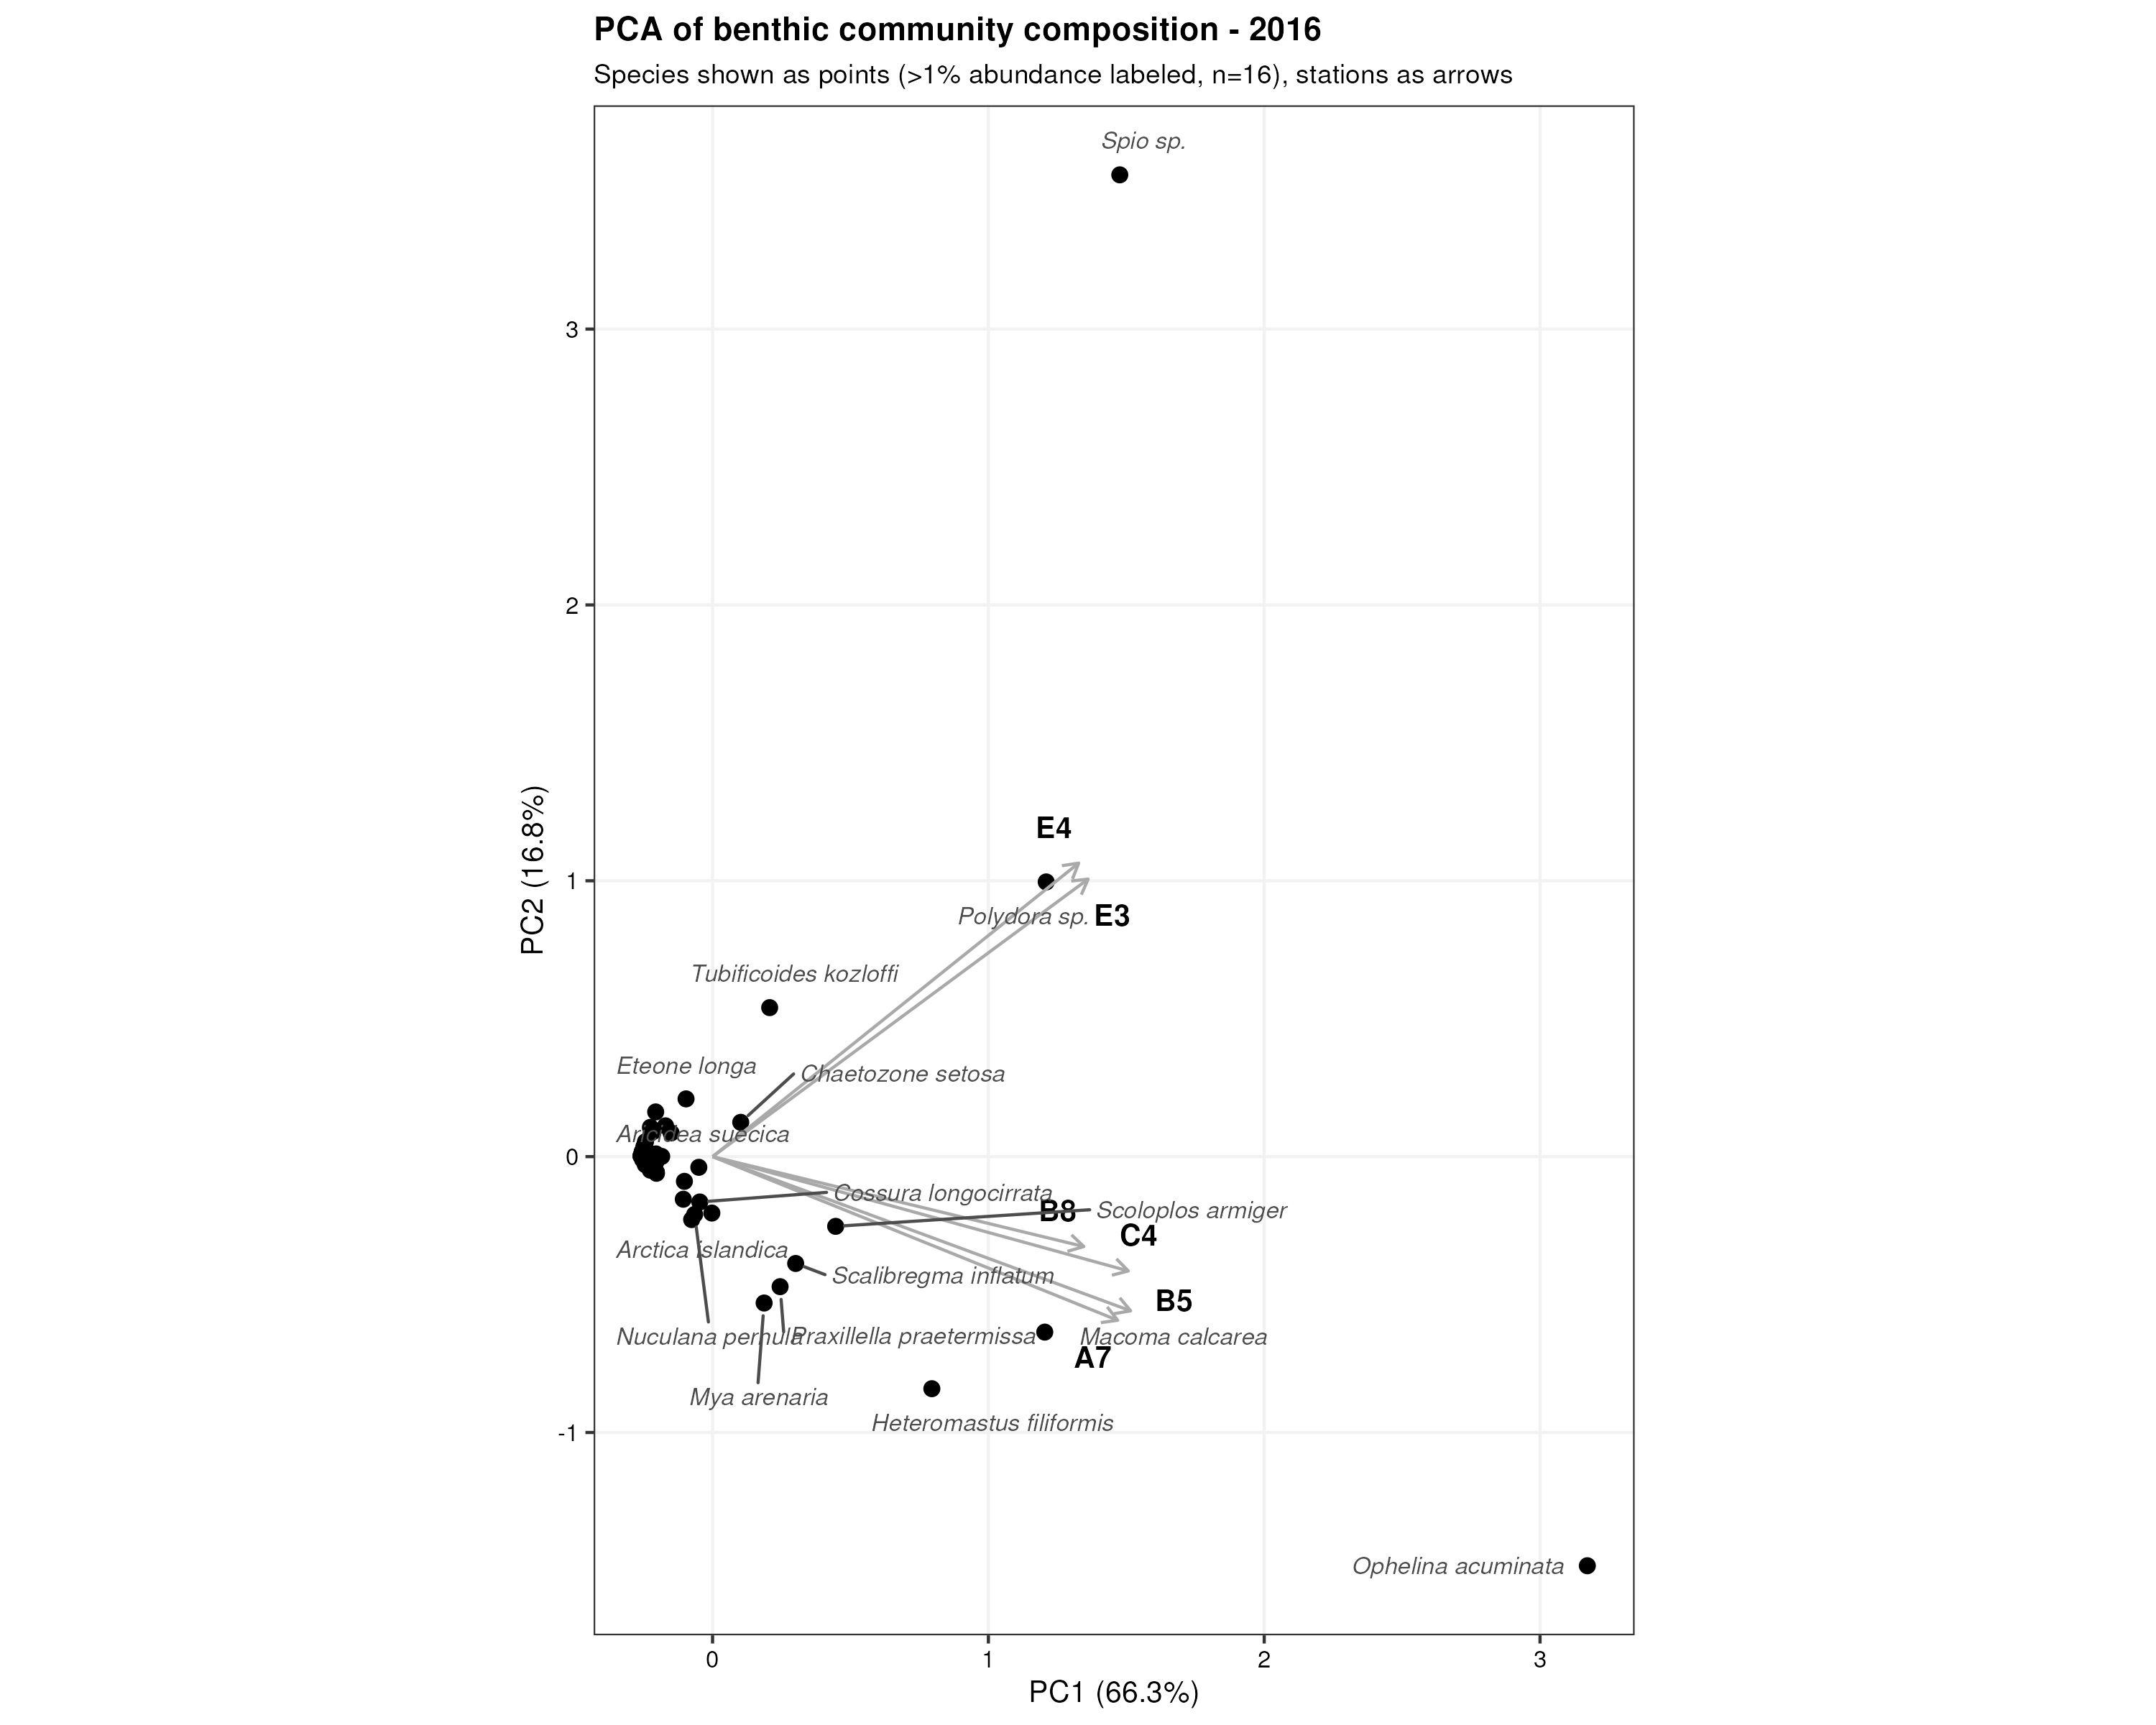 PCA of benthic community composition - 2016
Species shown as points (>1% abundance labeled, n=16), stations as arrows
Spio sp.
3
2
E4
1
Polydora sp.
E3
PC2 (16.8%)
Tubificoides kozloffi
Eteone longa
Chaetozone setosa
Aricidea suecica
0
Cossura longocirrata
B8
Scoloplos armiger
C4
Arctica islandica
Scalibregma inflatum
B5
Nuculana pernula
Praxillella praetermissa
Macoma calcarea
A7
Mya arenaria
Heteromastus filiformis
-1
Ophelina acuminata
0
1
2
3
PC1 (66.3%)